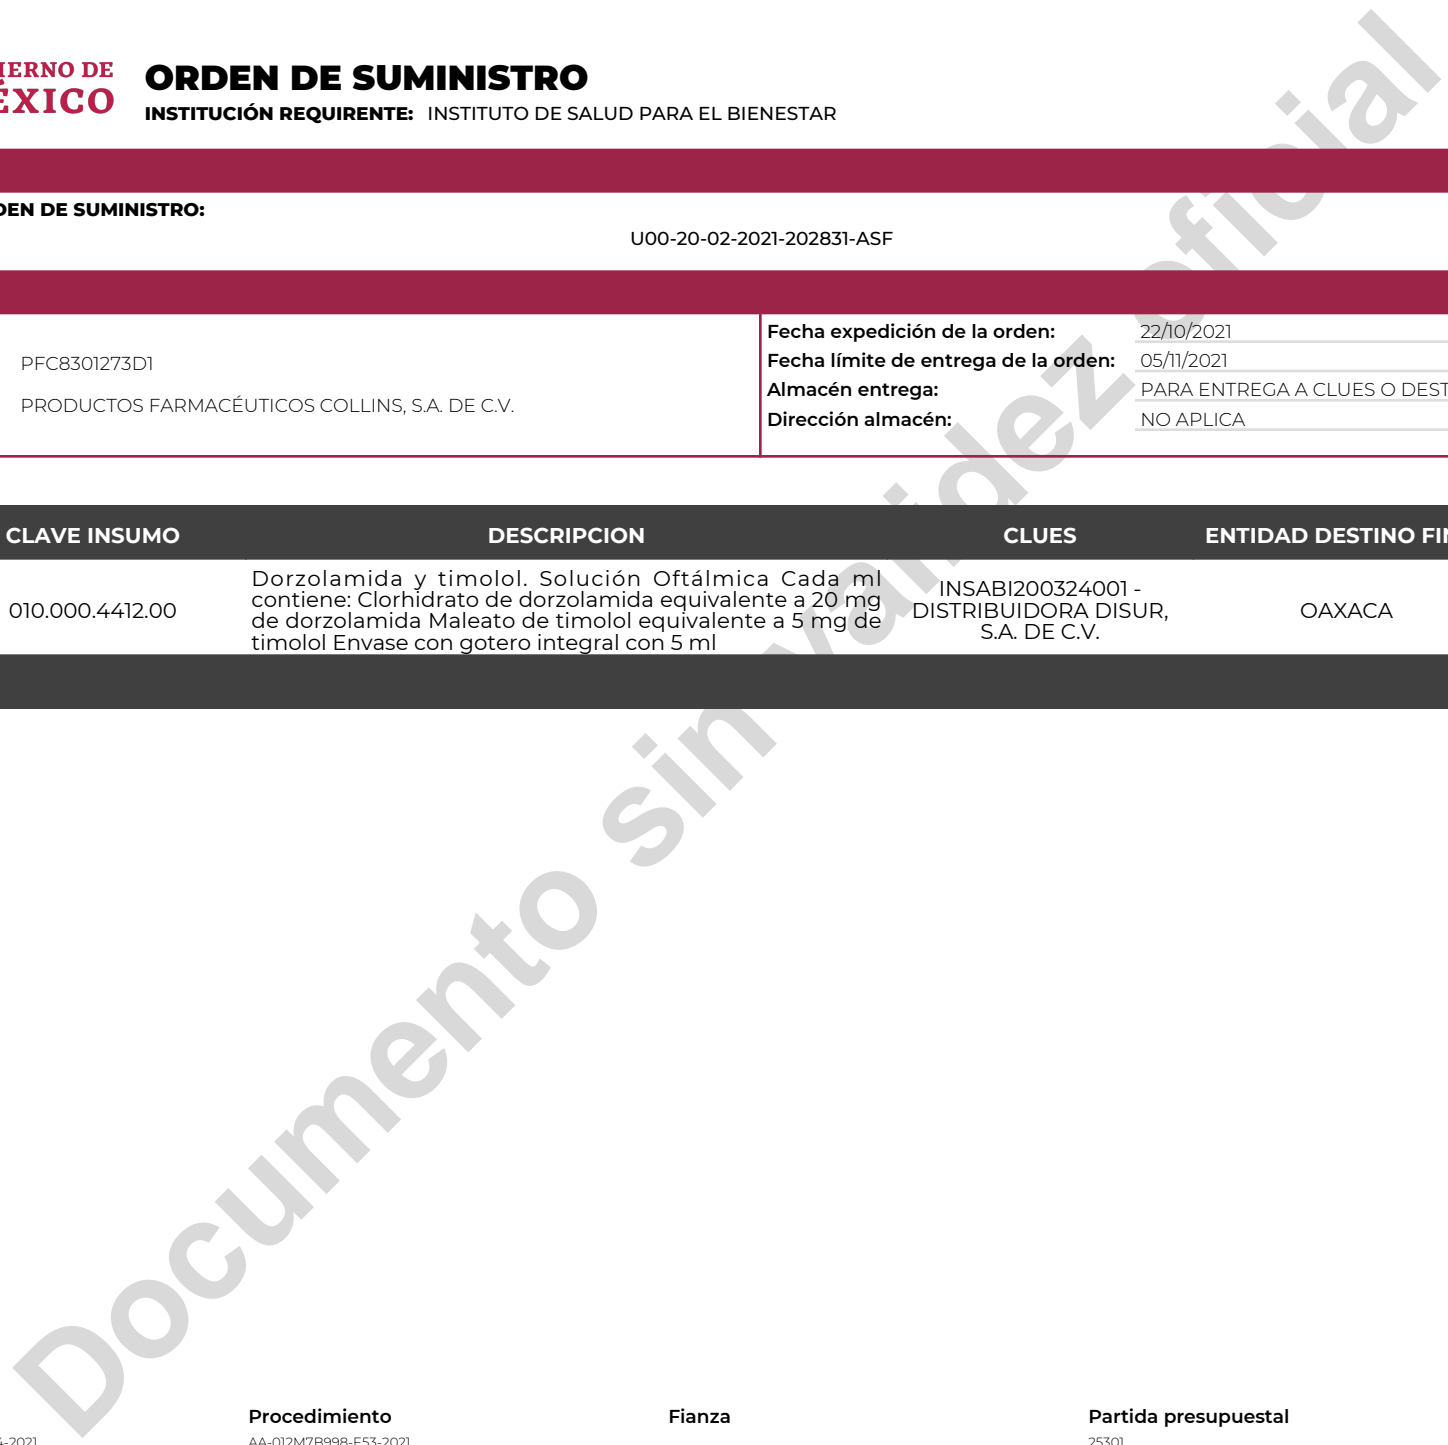 ORDEN DE SUMINISTRO
INSTITUCIÓN REQUIRENTE: INSTITUTO DE SALUD PARA EL BIENESTAR
DE SUMINISTRO:
U00-20-02-2021-202831-ASF
PFC8301273D1
PRODUCTOS FARMACÉUTICOS COLLINS, S.A. DE C.V.
Fecha expedición de la orden: 22/10/2021
Fecha límite de entrega de la orden: 05/11/2021
Almacén entrega: PARA ENTREGA A CLUES O DEST
Dirección almacén: NO APLICA
CLAVE INSUMO DESCRIPCION CLUES ENTIDAD DESTINO
010.000.4412.00
Dorzolamida y timolol. Solución Oftálmica Cada ml
contiene: Clorhidrato de dorzolamida equivalente a 20 mg
de dorzolamida Maleato de timolol equivalente a 5 mg de
timolol Envase con gotero integral con 5 ml
INSABI200324001 -
DISTRIBUIDORA DISUR,
S.A. DE C.V.
OAXACA
Documento sin validez oficial
Procedimiento Fianza Partida presupuestal
AA-012M7B998-E53-2021 25301